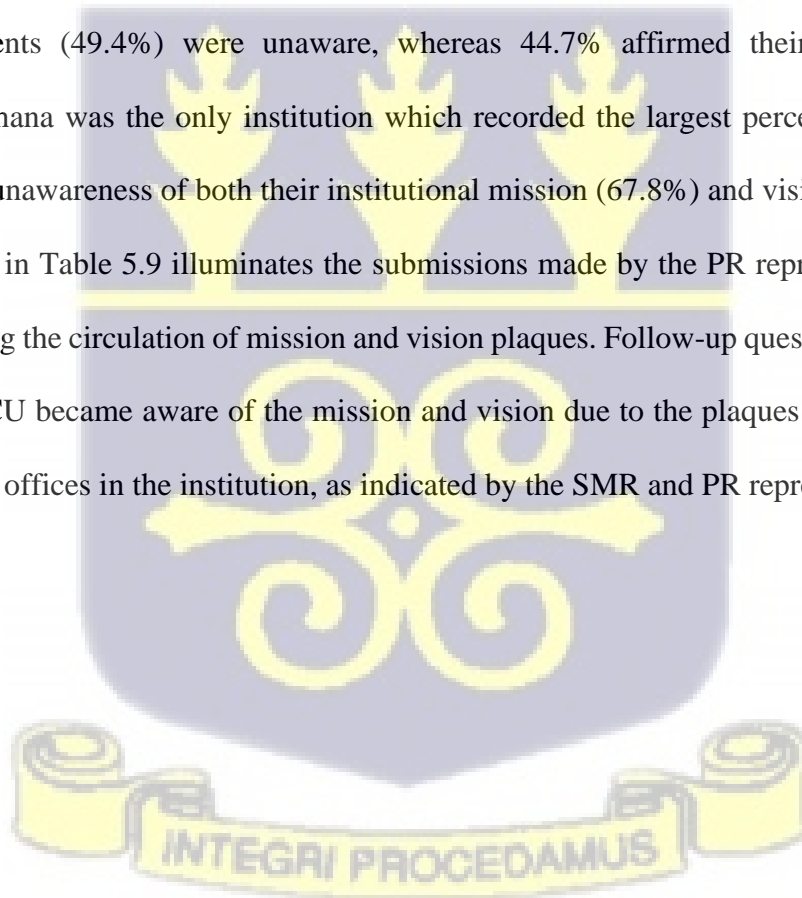 ents (49.4%) were unaware, whereas 44.7% affirmed their
hana was the only institution which recorded the largest perce
unawareness of both their institutional mission (67.8%) and visi
in Table 5.9 illuminates the submissions made by the PR repr
g the circulation of mission and vision plaques. Follow-up ques
CU became aware of the mission and vision due to the plaques
offices in the institution, as indicated by the SMR and PR repre
INTEGRI PROCEDAMUS